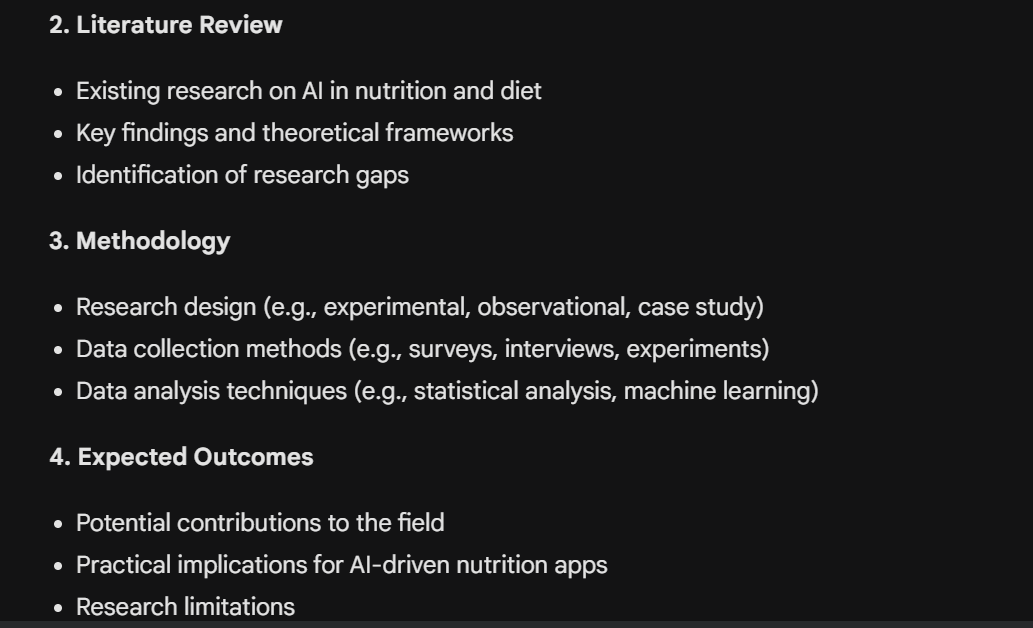 2. Literature Review
• Existing research on AI in nutrition and diet
• Key findings and theoretical frameworks
• Identification of research gaps
3. Methodology
• Research design (e.g., experimental, observational, case study)
• Data collection methods (e.g., surveys, interviews, experiments)
• Data analysis techniques (e.g., statistical analysis, machine learning)
4. Expected Outcomes
• Potential contributions to the field
• Practical implications for AI-driven nutrition apps
• Research limitations